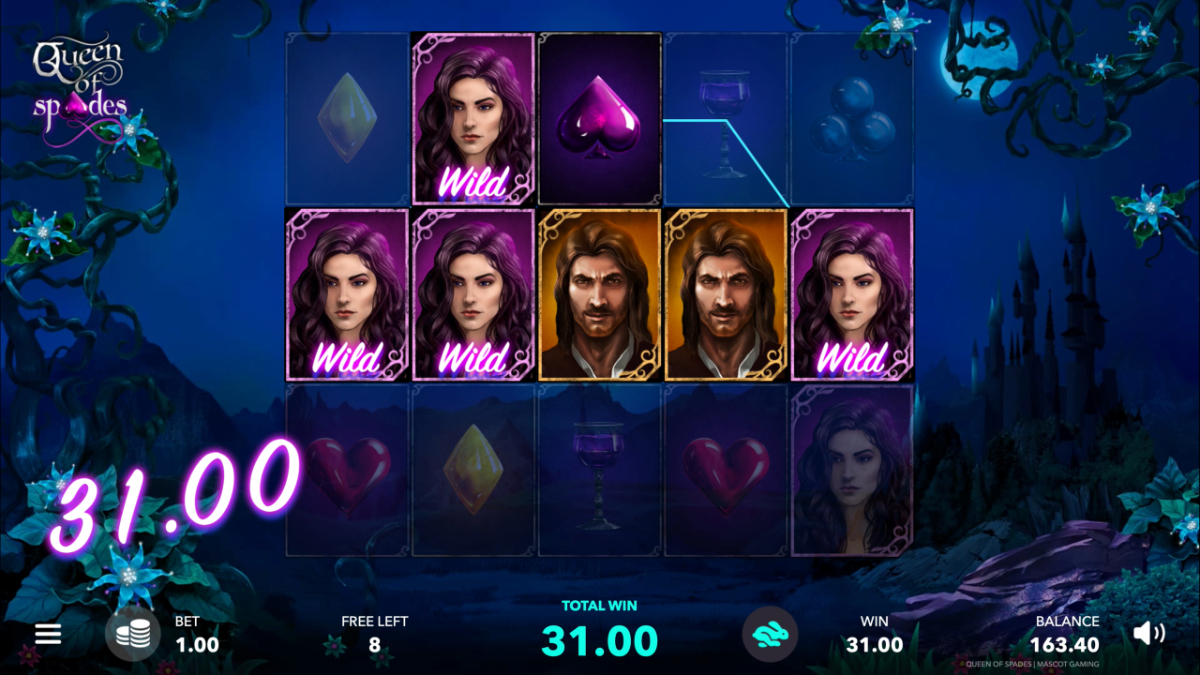 Queen
of
spades
Wild
Wild
Wild
Wild
31.00
BET
1.00
FREE LEFT
8
TOTAL WIN
31.00
WIN
31.00
BALANCE
163.40
QUEEN OF SPADES | MASCOT GAMING